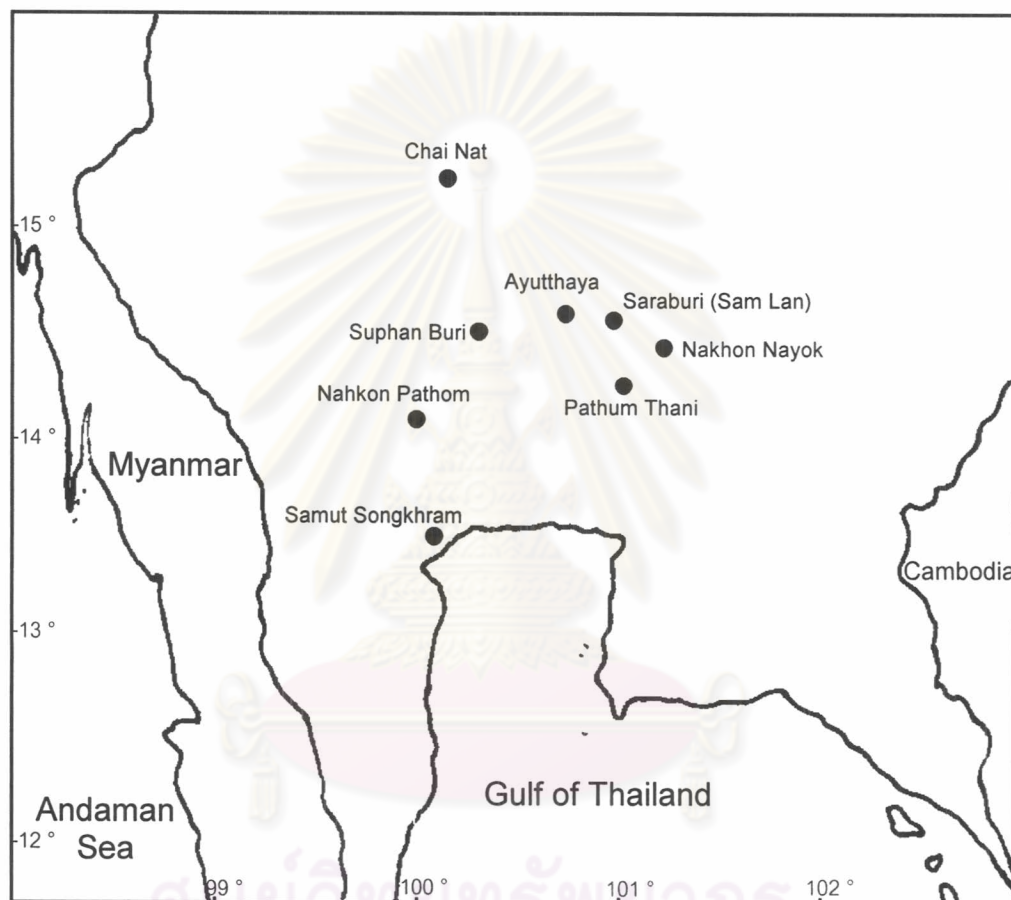 Chai Nat
15 °
Ayutthaya
Saraburi (Sam Lan)
Suphan Buri
Nakhon Nayok
Nahkon Pathom
Pathum Thani
14 °
Myanmar
Samut Songkhram
Cambodia
13 °
Gulf of Thailand
Andaman
Sea
12 °
99 °
100 °
101 °
102 °